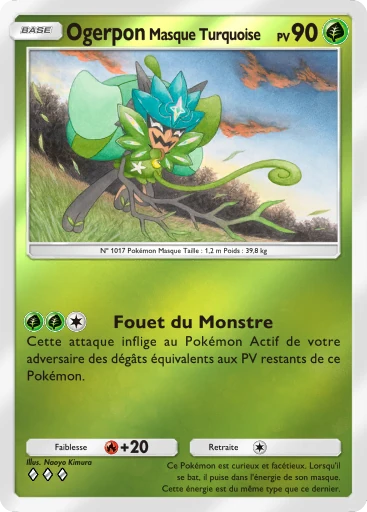 BASE Ogerpon Masque Turquoise PV 90
N° 1017 Pokémon Masque Taille : 1,2 m Poids : 39,8 kg
Fouet du Monstre
Cette attaque inflige au Pokémon Actif de votre
adversaire des dégâts équivalents aux PV restants de ce
Pokémon.
Faiblesse +20 Retraite
Illus. Naoyo Kimura
Ce Pokémon est curieux et facétieux. Lorsqu'il
se bat, il puise dans l'énergie de son masque.
Cette énergie est du même type que ce dernier.